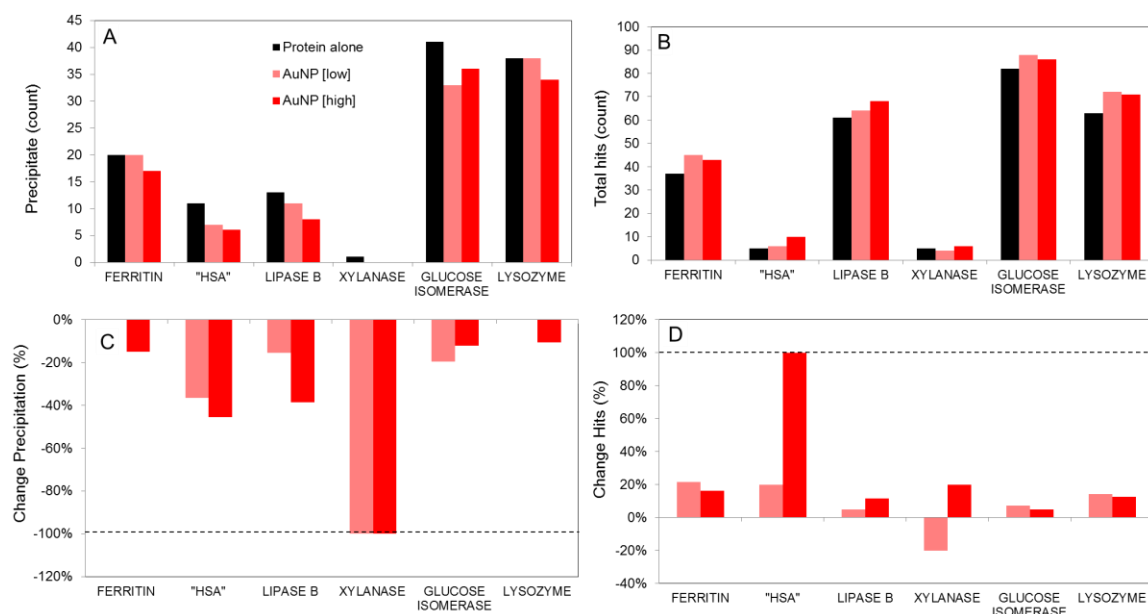 A
Precipitate (count)
45
40
35
30
25
20
15
10
5
0
Protein alone
AuNP [low]
AuNP [high]
FERRITIN "HSA" LIPASE B XYLANASE GLUCOSE ISOMERASE LYSOZYME
B
Total hits (count)
100
90
80
70
60
50
40
30
20
10
0
FERRITIN "HSA" LIPASE B XYLANASE GLUCOSE ISOMERASE LYSOZYME
C
Change Precipitation (%)
0%
-20%
-40%
-60%
-80%
-100%
-120%
FERRITIN "HSA" LIPASE B XYLANASE GLUCOSE ISOMERASE LYSOZYME
D
Change Hits (%)
120%
100%
80%
60%
40%
20%
0%
-20%
-40%
FERRITIN "HSA" LIPASE B XYLANASE GLUCOSE ISOMERASE LYSOZYME